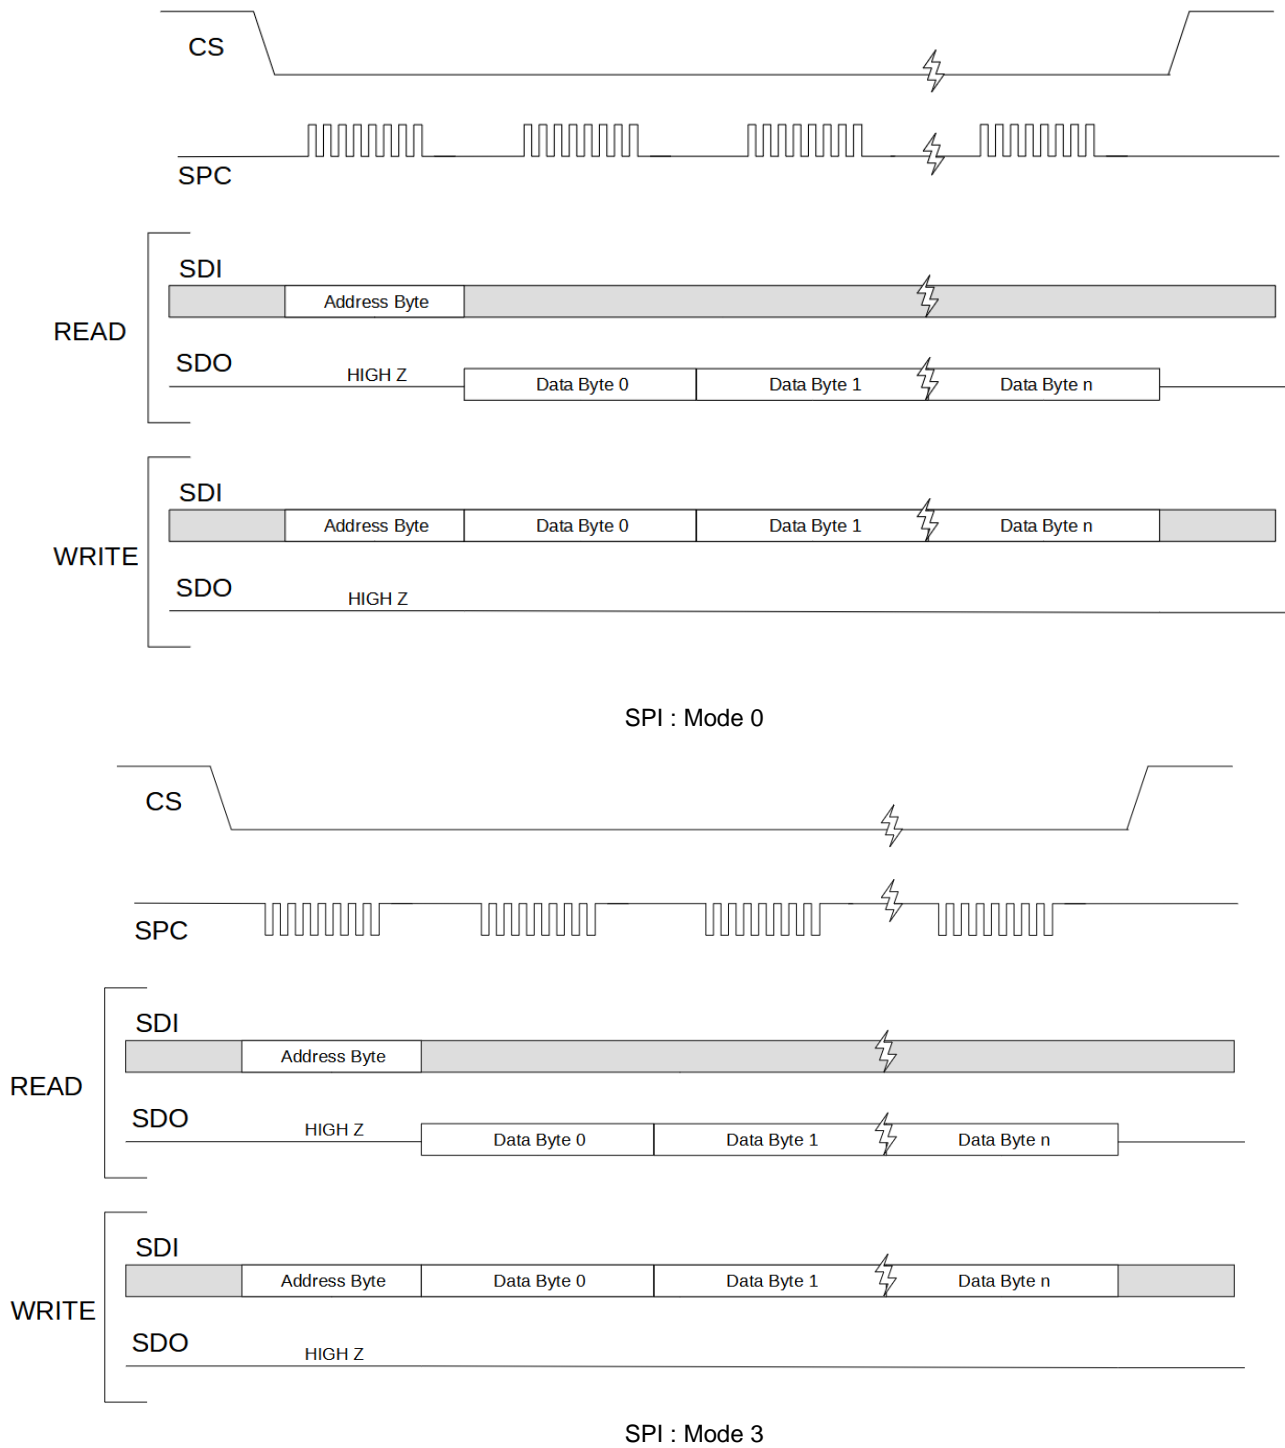 CS
SPC
SDI
Address Byte
READ
SDO
HIGH Z
Data Byte 0 Data Byte 1 Data Byte n
SDI
Address Byte Data Byte 0 Data Byte 1 Data Byte n
WRITE
SDO
HIGH Z
SPI : Mode 0
CS
SPC
SDI
Address Byte
READ
SDO
HIGH Z
Data Byte 0 Data Byte 1 Data Byte n
SDI
Address Byte Data Byte 0 Data Byte 1 Data Byte n
WRITE
SDO
HIGH Z
SPI : Mode 3